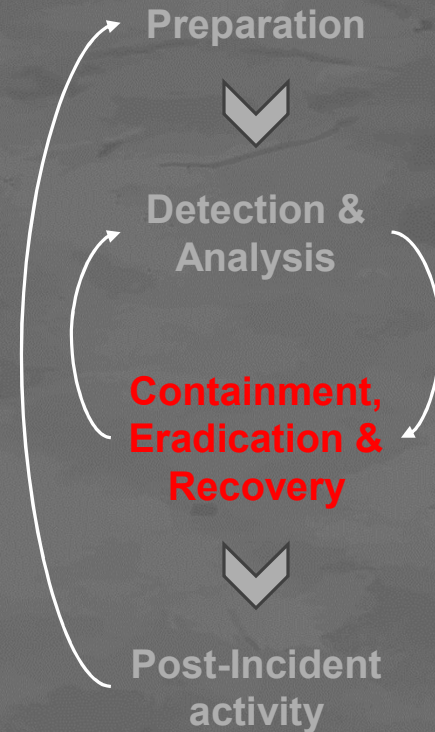 Preparation
Detection &
Analysis
Containment,
Eradication &
Recovery
Post-Incident
activity